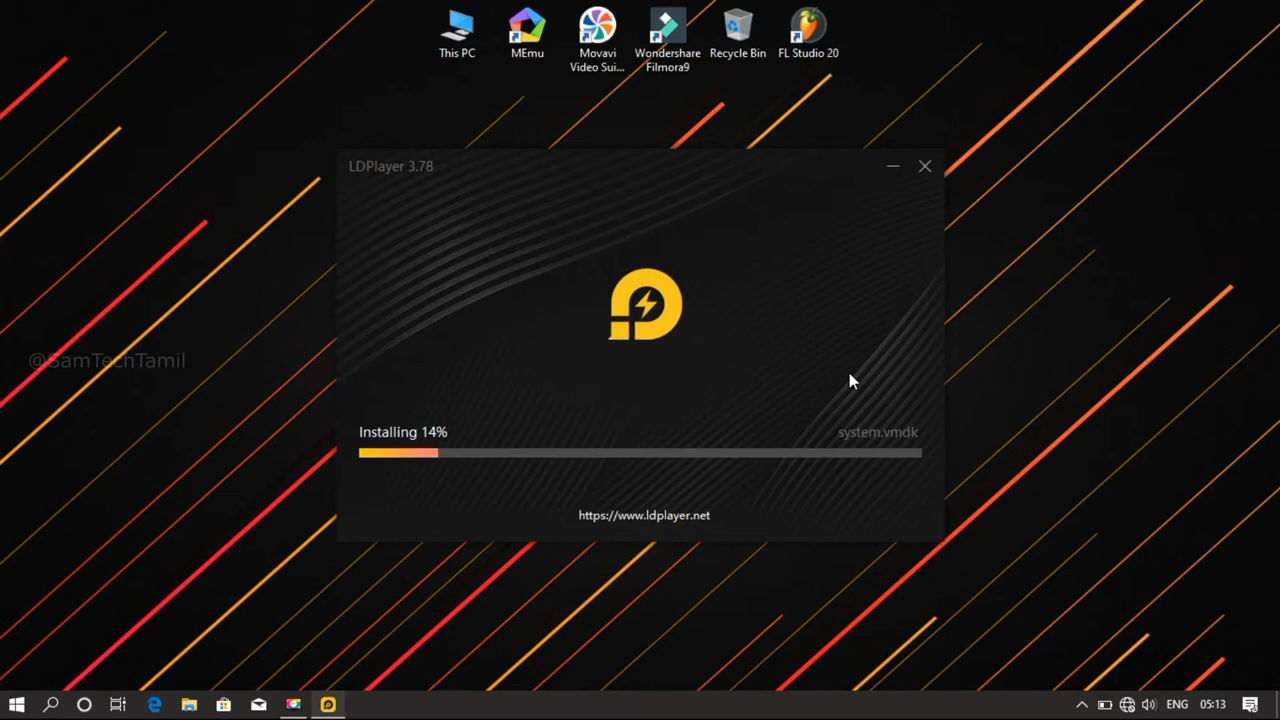 This PC
MEmu
Movavi
Video Sui...
Wondershare
Filmora9
Recycle Bin
FL Studio 20
LDPlayer 3.78
@SamTechTamil
Installing 14%
system.vmdk
https://www.ldplayer.net
ENG
05:13